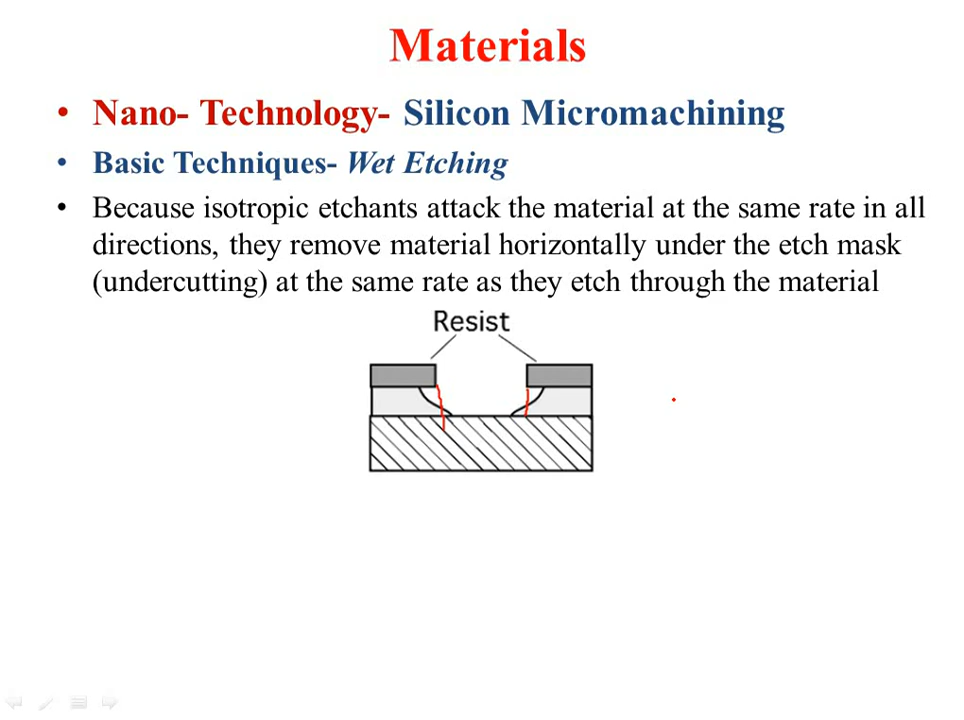 Materials
• Nano- Technology- Silicon Micromachining
• Basic Techniques- Wet Etching
• Because isotropic etchants attack the material at the same rate in all
directions, they remove material horizontally under the etch mask
(undercutting) at the same rate as they etch through the material
Resist